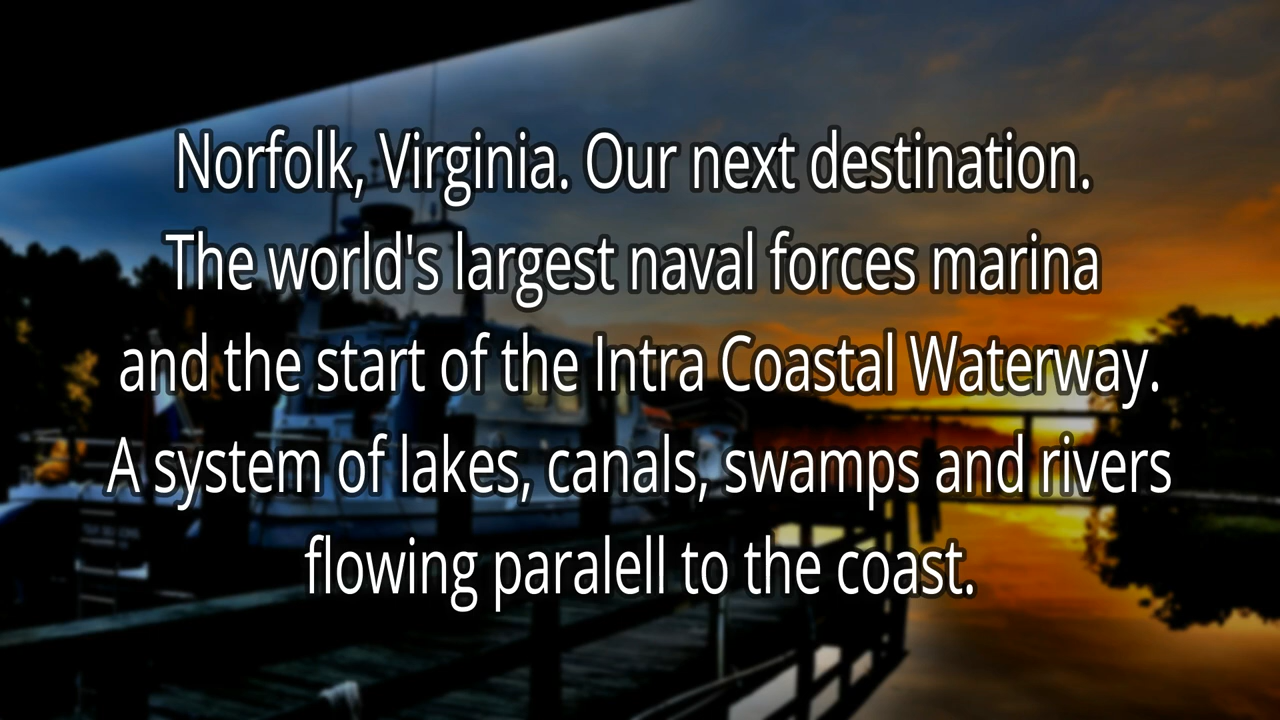 Norfolk, Virginia. Our next destination.
The world's largest naval forces marina
and the start of the Intra Coastal Waterway.
A system of lakes, canals, swamps and rivers
flowing paralell to the coast.